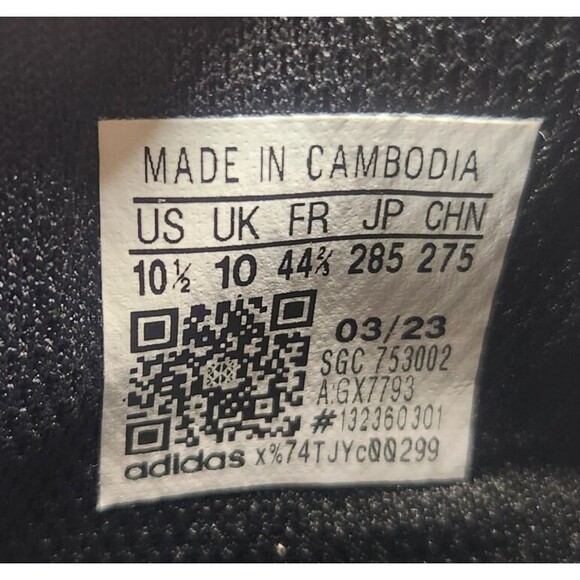 MADE IN CAMBODIA
US UK FR JP CHN
10½ 10 44⅔ 285 275
03/23
SGC 753002
A:GX7793
#132360301
adidas x%74TJYc00299